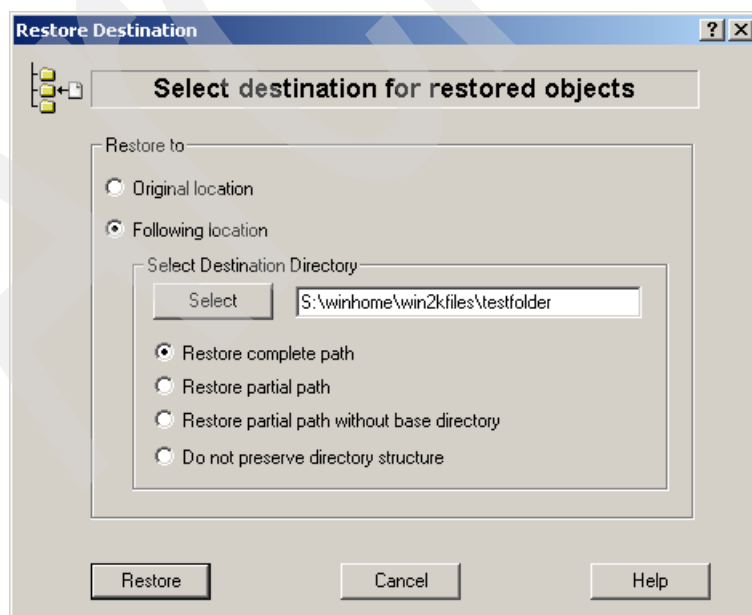 Restore Destination
Select destination for restored objects
Restore to
Original location
Following location
Select Destination Directory
Select
S:\winhome\win2kfiles\testfolder
Restore complete path
Restore partial path
Restore partial path without base directory
Do not preserve directory structure
Restore
Cancel
Help